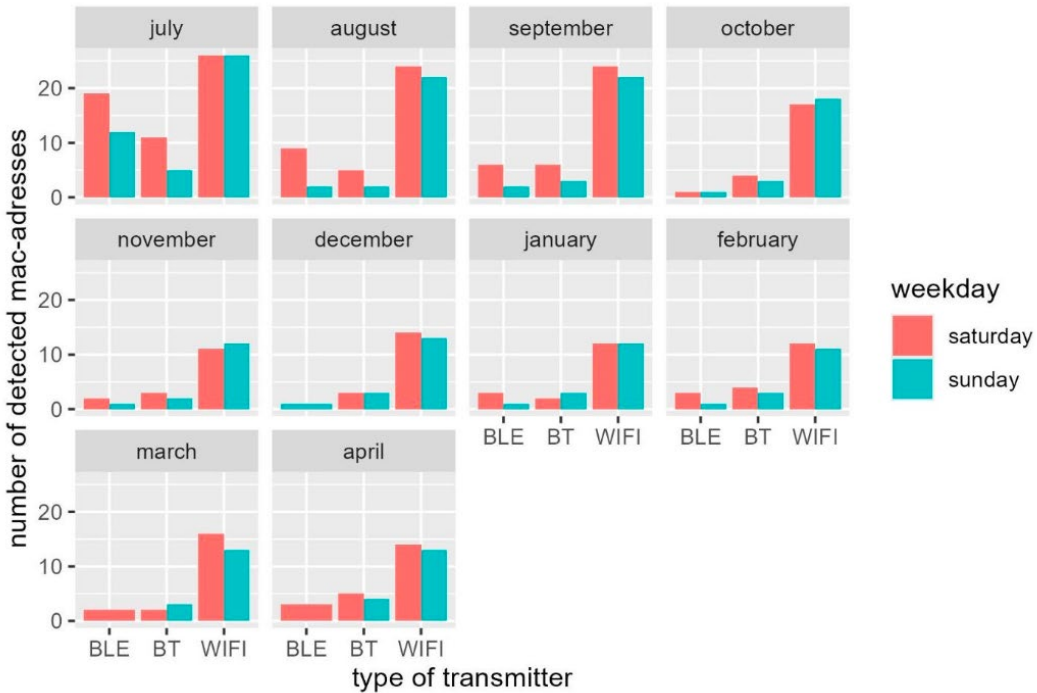 july august september october
20
10
0
november december january february
20
10
0
BLE BT WIFI BLE BT WIFI
march april
20
10
0
BLE BT WIFI BLE BT WIFI
type of transmitter
number of detected mac-adresses
weekday
saturday
sunday